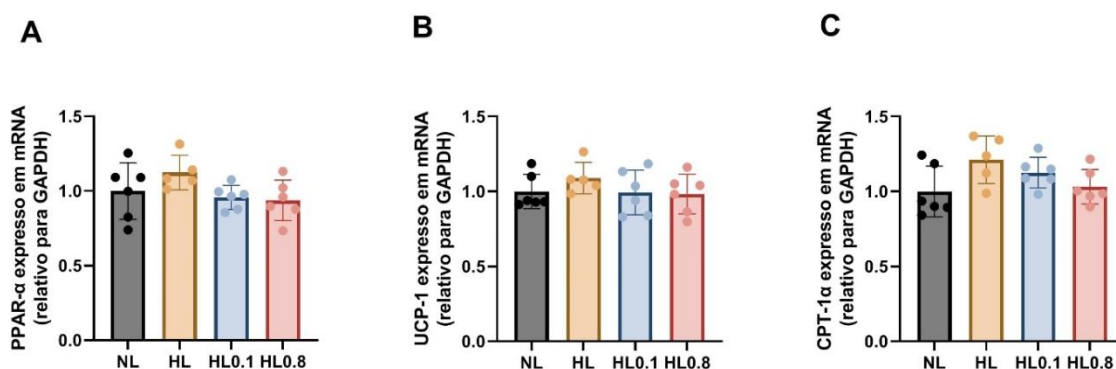 A
PPAR-α expresso em mRNA
(relativo para GAPDH)
1.5
1.0
0.5
0.0
NL HL HL0.1 HL0.8
B
UCP-1 expresso em mRNA
(relativo para GAPDH)
1.5
1.0
0.5
0.0
NL HL HL0.1 HL0.8
C
CPT-1α expresso em mRNA
(relativo para GAPDH)
1.5
1.0
0.5
0.0
NL HL HL0.1 HL0.8